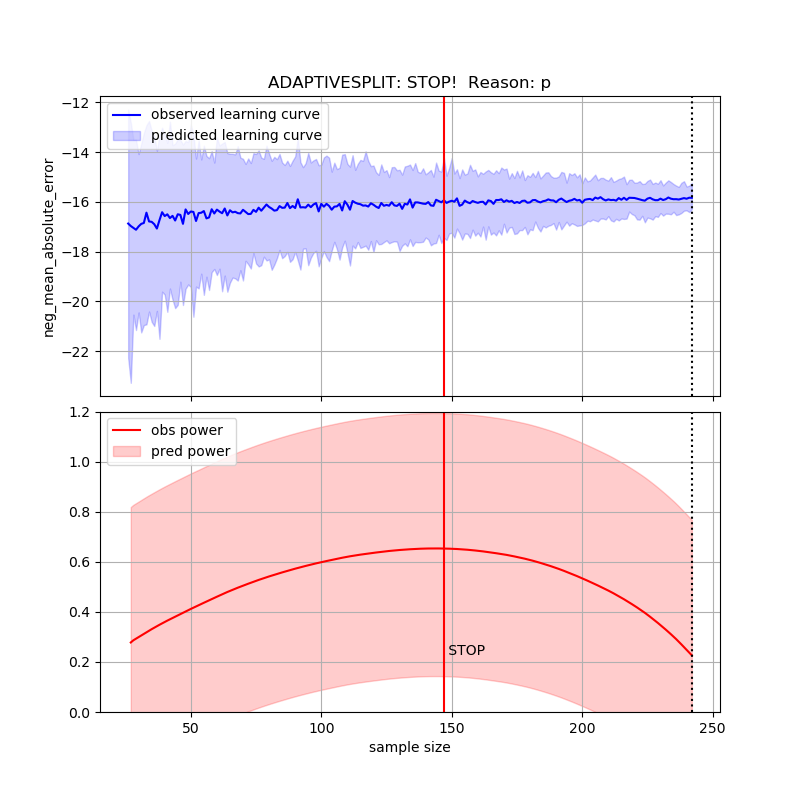 ADAPTIVESPLIT: STOP!  Reason: p
observed learning curve
predicted learning curve
neg_mean_absolute_error
−12
−14
−16
−18
−20
−22
obs power
pred power
1.2
1.0
0.8
0.6
0.4
0.2
0.0
STOP
50 100 150 200 250
sample size